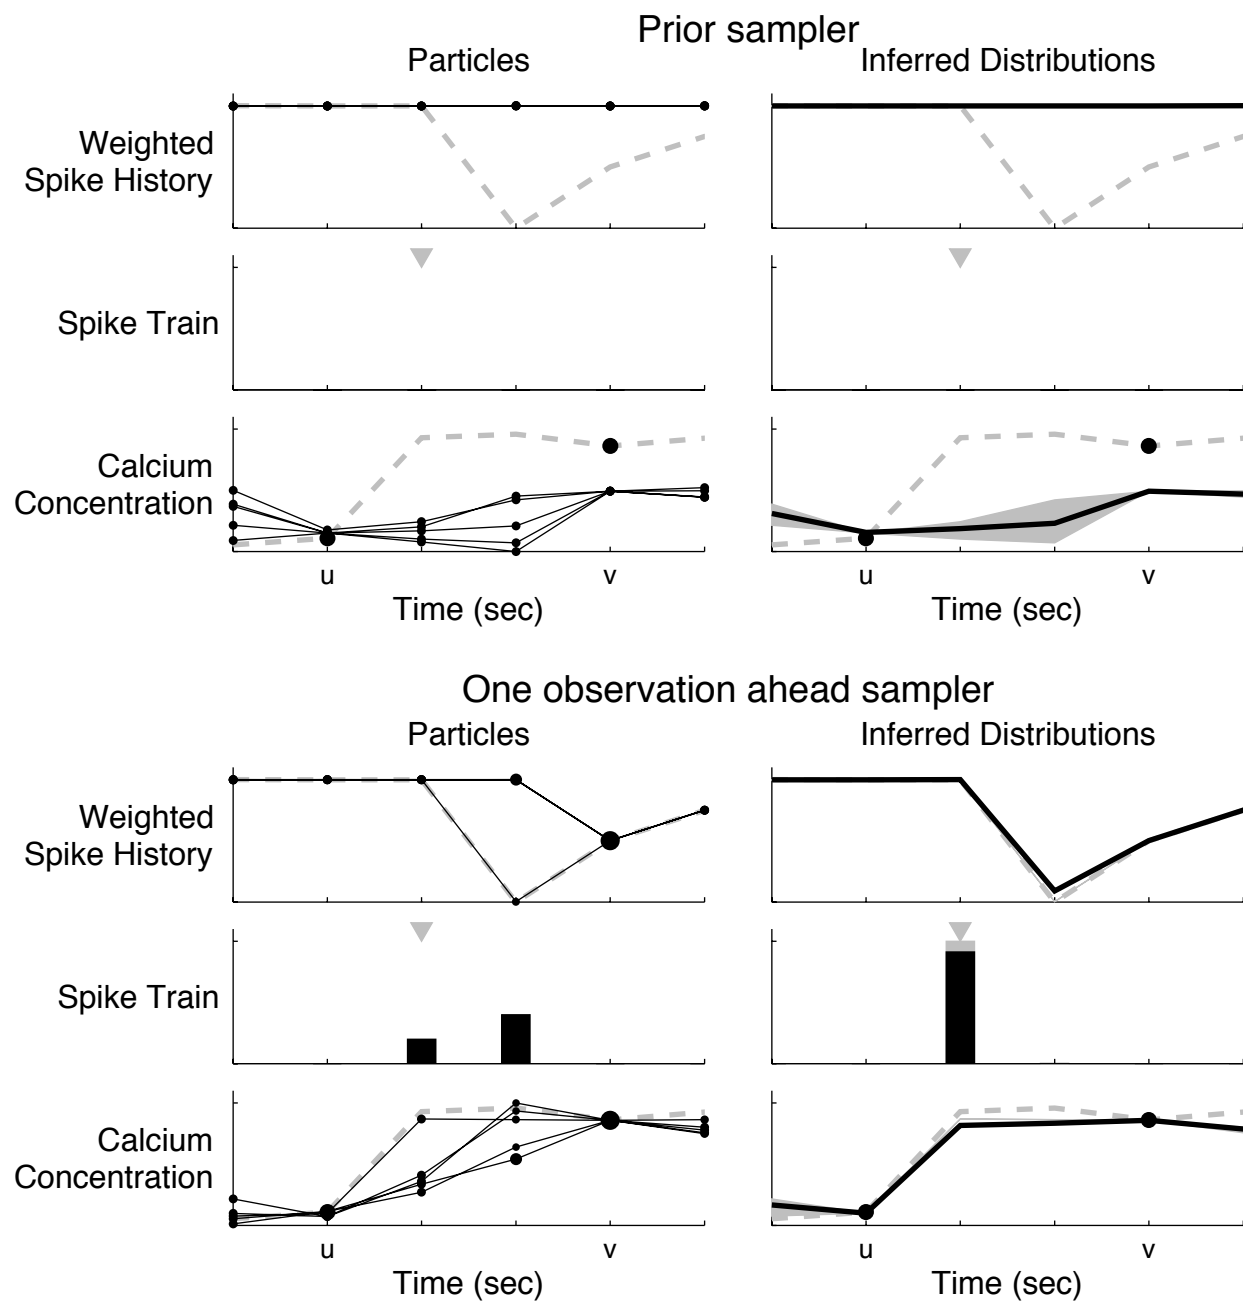 Prior sampler
Particles
Inferred Distributions
Weighted
Spike History
Spike Train
Calcium
Concentration
u
v
u
v
Time (sec)
Time (sec)
One observation ahead sampler
Particles
Inferred Distributions
Weighted
Spike History
Spike Train
Calcium
Concentration
u
v
u
v
Time (sec)
Time (sec)